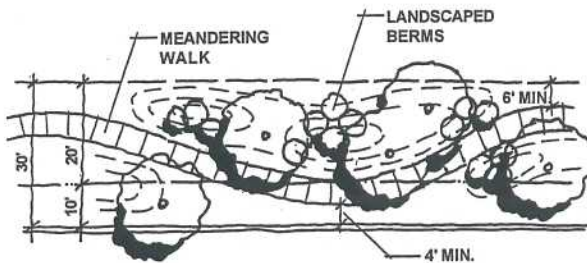 LANDSCAPED
BERMS
MEANDERING
WALK
6' MIN.
30'
20'
10'
4' MIN.